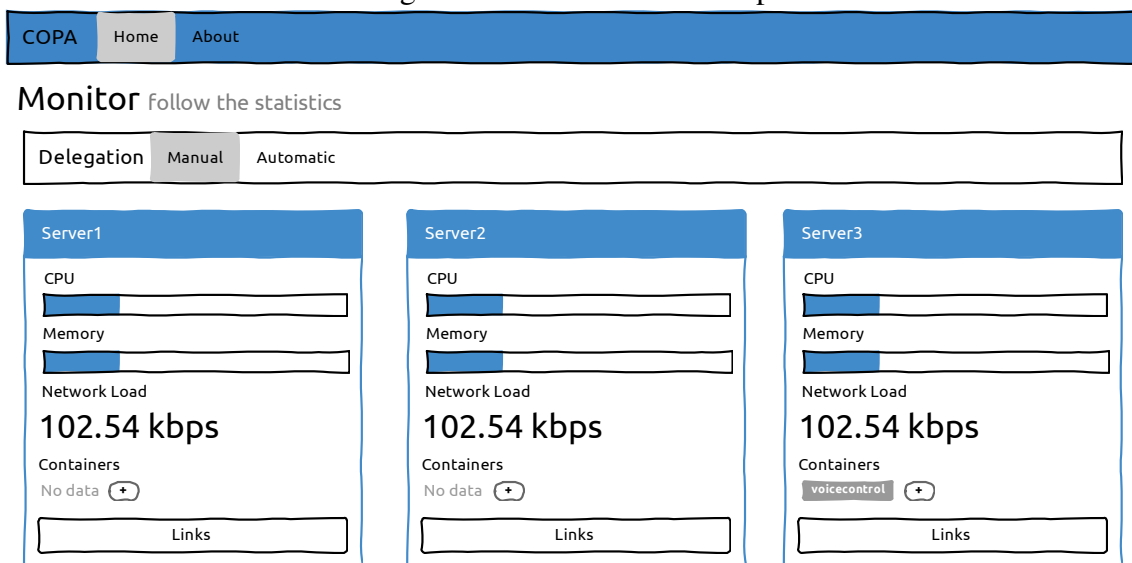 COPA Home About
Monitor follow the statistics
Delegation Manual Automatic
Server1
CPU
Memory
Network Load
102.54 kbps
Containers
No data +
Links
Server2
CPU
Memory
Network Load
102.54 kbps
Containers
No data +
Links
Server3
CPU
Memory
Network Load
102.54 kbps
Containers
voicecontrol +
Links